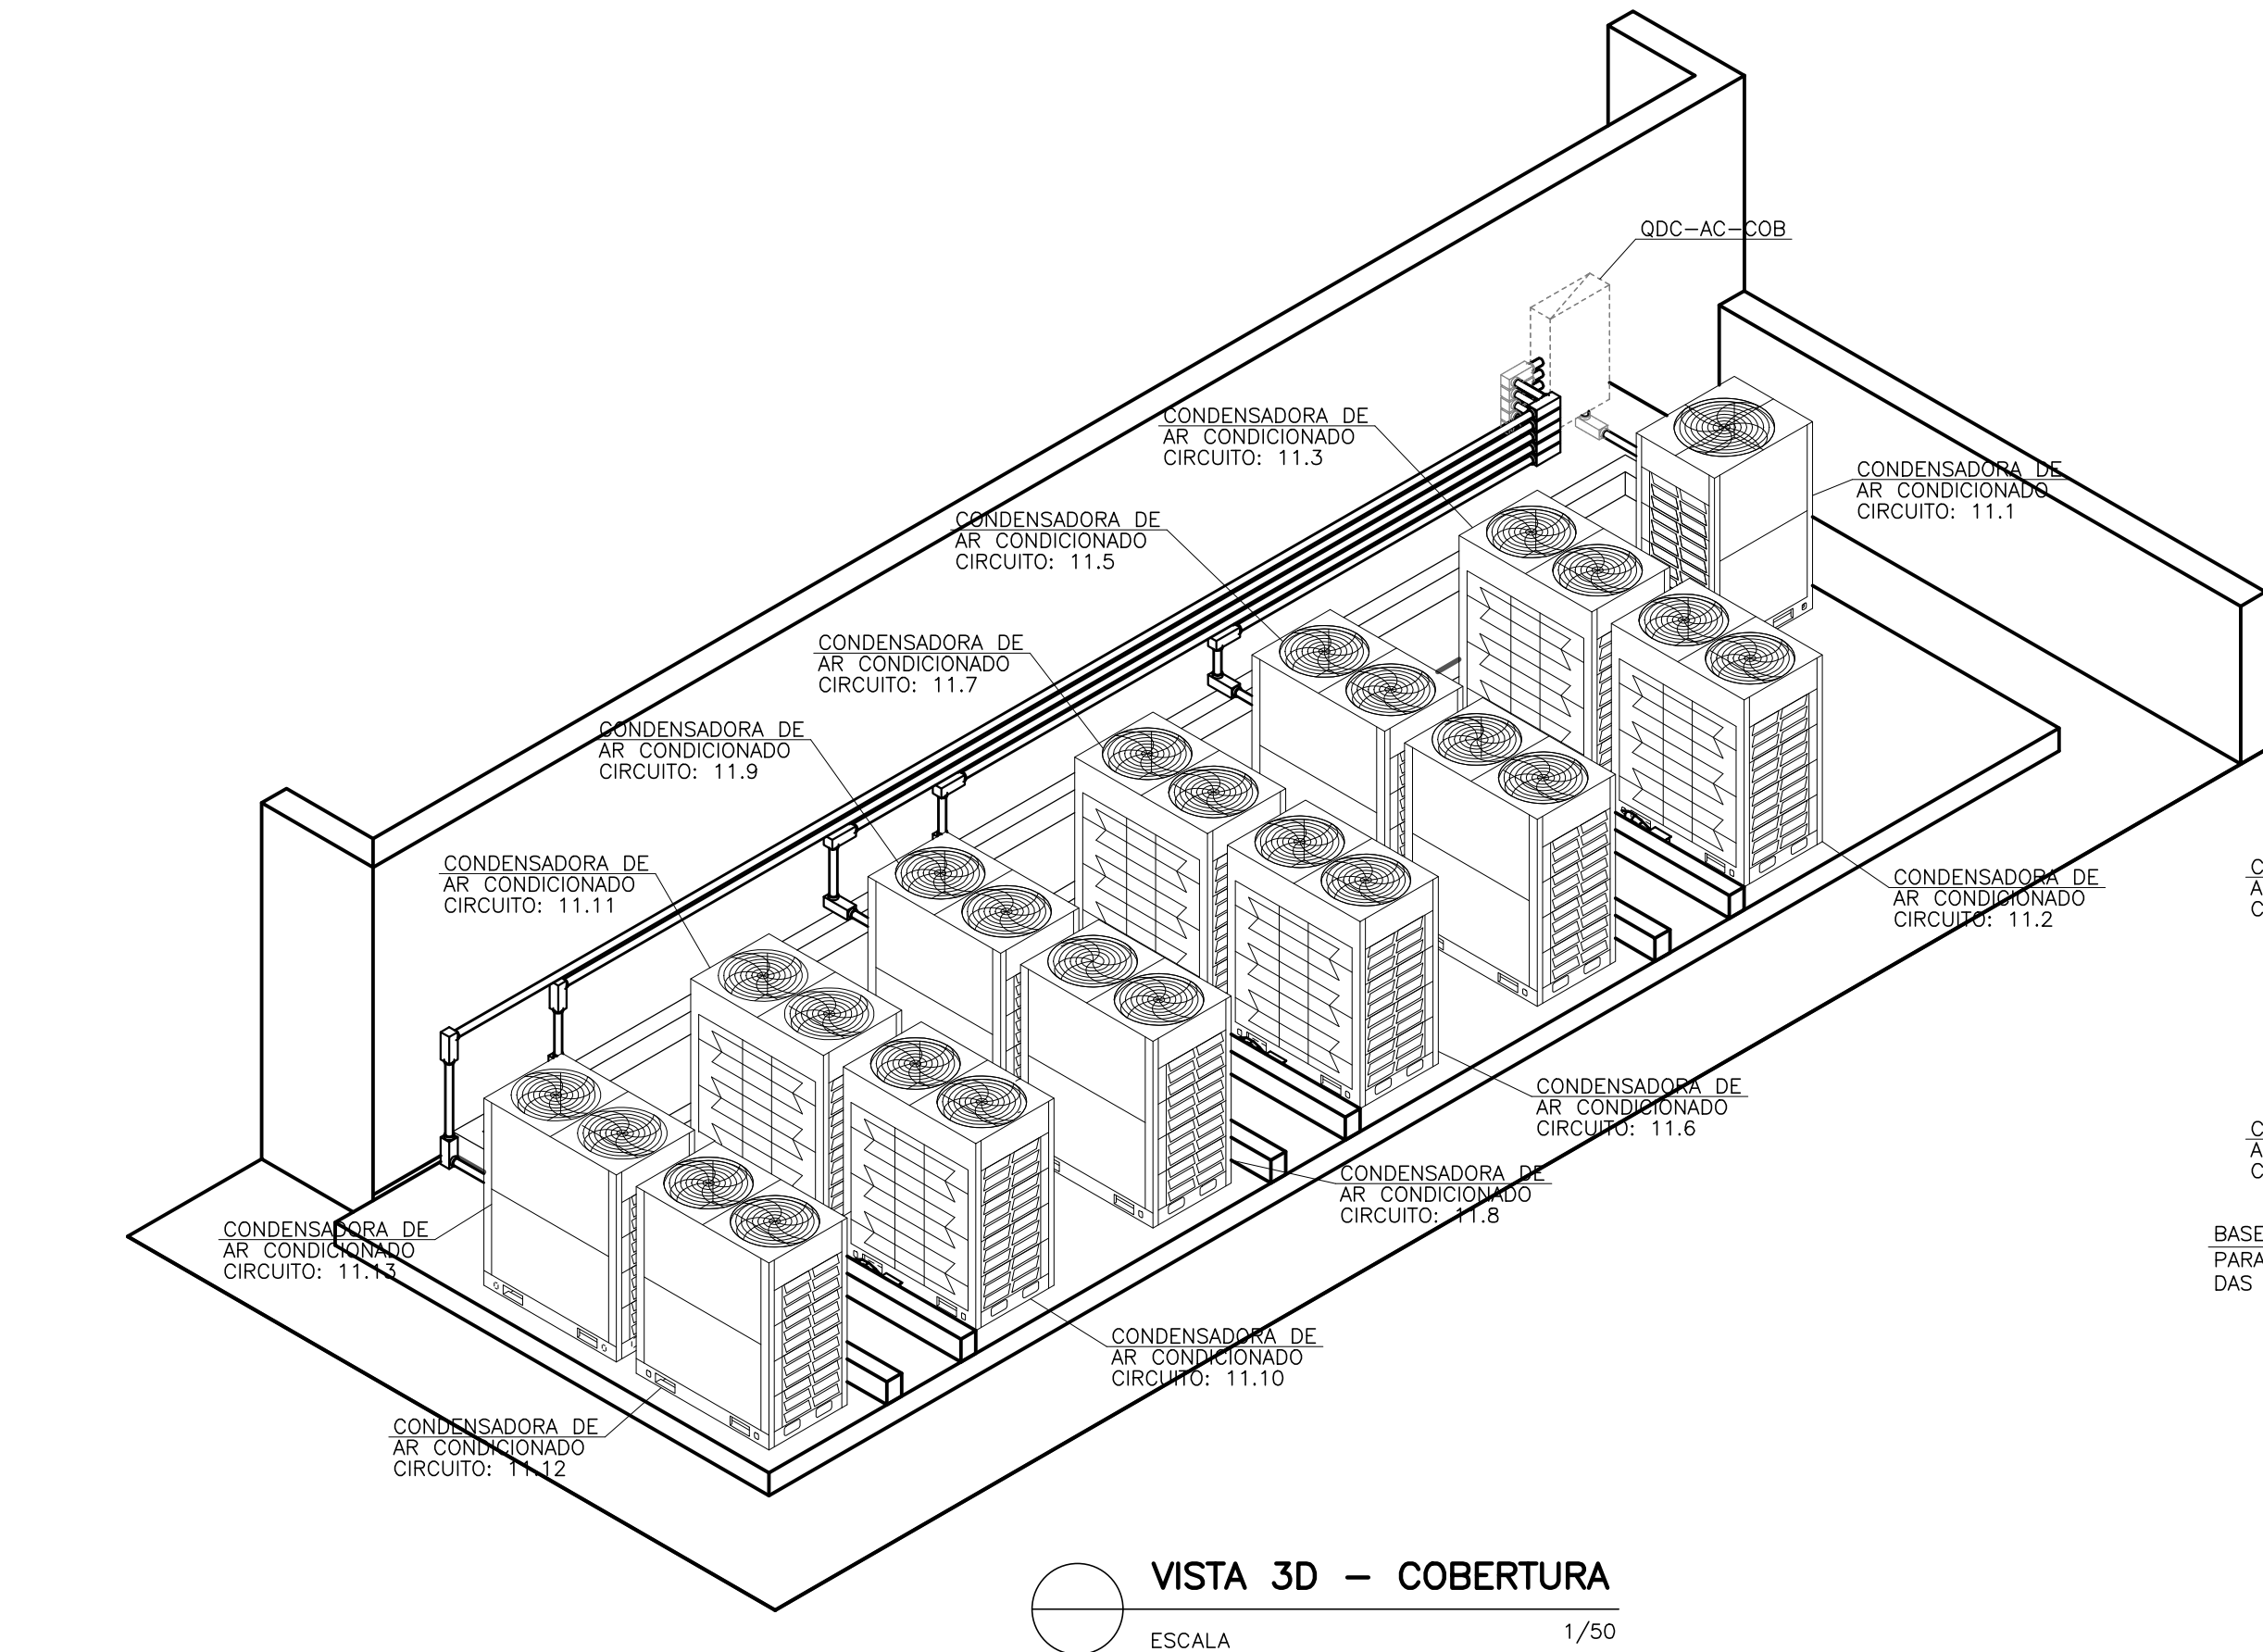 QDC-AC-COB
CONDENSADORA DE
AR CONDICIONADO
CIRCUITO: 11.3
CONDENSADORA DE
AR CONDICIONADO
CIRCUITO: 11.1
CONDENSADORA DE
AR CONDICIONADO
CIRCUITO: 11.5
CONDENSADORA DE
AR CONDICIONADO
CIRCUITO: 11.7
CONDENSADORA DE
AR CONDICIONADO
CIRCUITO: 11.9
CONDENSADORA DE
AR CONDICIONADO
CIRCUITO: 11.11
CONDENSADORA DE
AR CONDICIONADO
CIRCUITO: 11.2
CONDENSADORA DE
AR CONDICIONADO
CIRCUITO: 11.6
CONDENSADORA DE
AR CONDICIONADO
CIRCUITO: 11.8
CONDENSADORA DE
AR CONDICIONADO
CIRCUITO: 11.13
CONDENSADORA DE
AR CONDICIONADO
CIRCUITO: 11.10
CONDENSADORA DE
AR CONDICIONADO
CIRCUITO: 11.12
BASE
PARA
DAS
VISTA 3D - COBERTURA
ESCALA 1/50